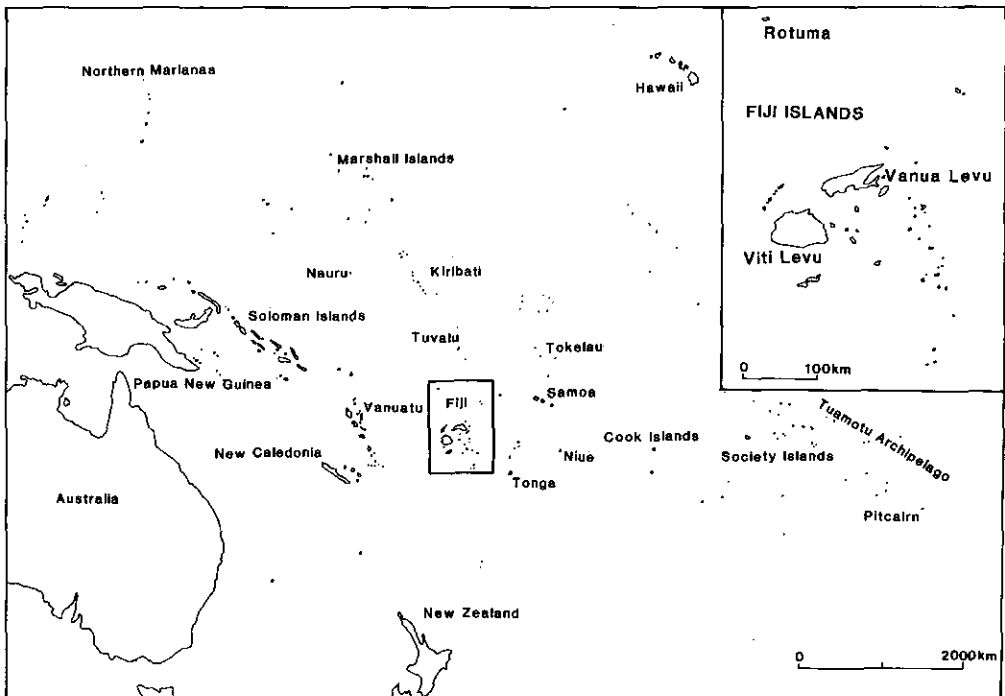 Rotuma
Northern Marianas
Hawaii
FIJI ISLANDS
Marshall Islands
Vanua Levu
Viti Levu
Nauru
Kiribati
Soloman Islands
Tuvalu
Tokelau
0 100km
Papua New Guinea
Samoa
Vanuatu
Fiji
Tuamotu Archipelago
Cook Islands
New Caledonia
Niue
Society Islands
Tonga
Australia
Pitcairn
New Zealand
0 2000km